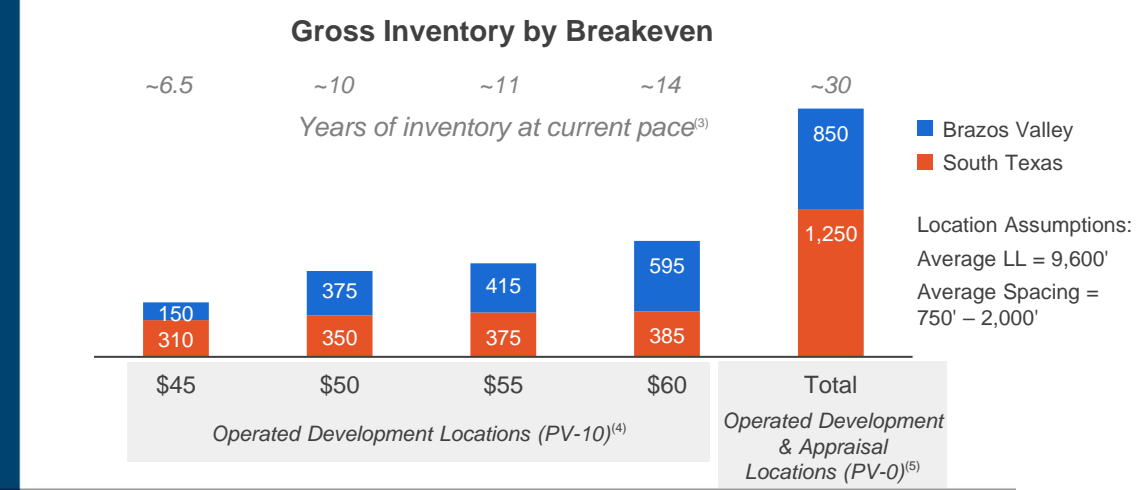 Gross Inventory by Breakeven
~6.5 ~10 ~11 ~14 ~30
Years of inventory at current pace(3)
850
1,250
595
385
415
375
375
350
150
310
Brazos Valley
South Texas
Location Assumptions:
Average LL = 9,600'
Average Spacing =
750' – 2,000'
$45 $50 $55 $60 Total
Operated Development Locations (PV-10)(4)
Operated Development
& Appraisal
Locations (PV-0)(5)